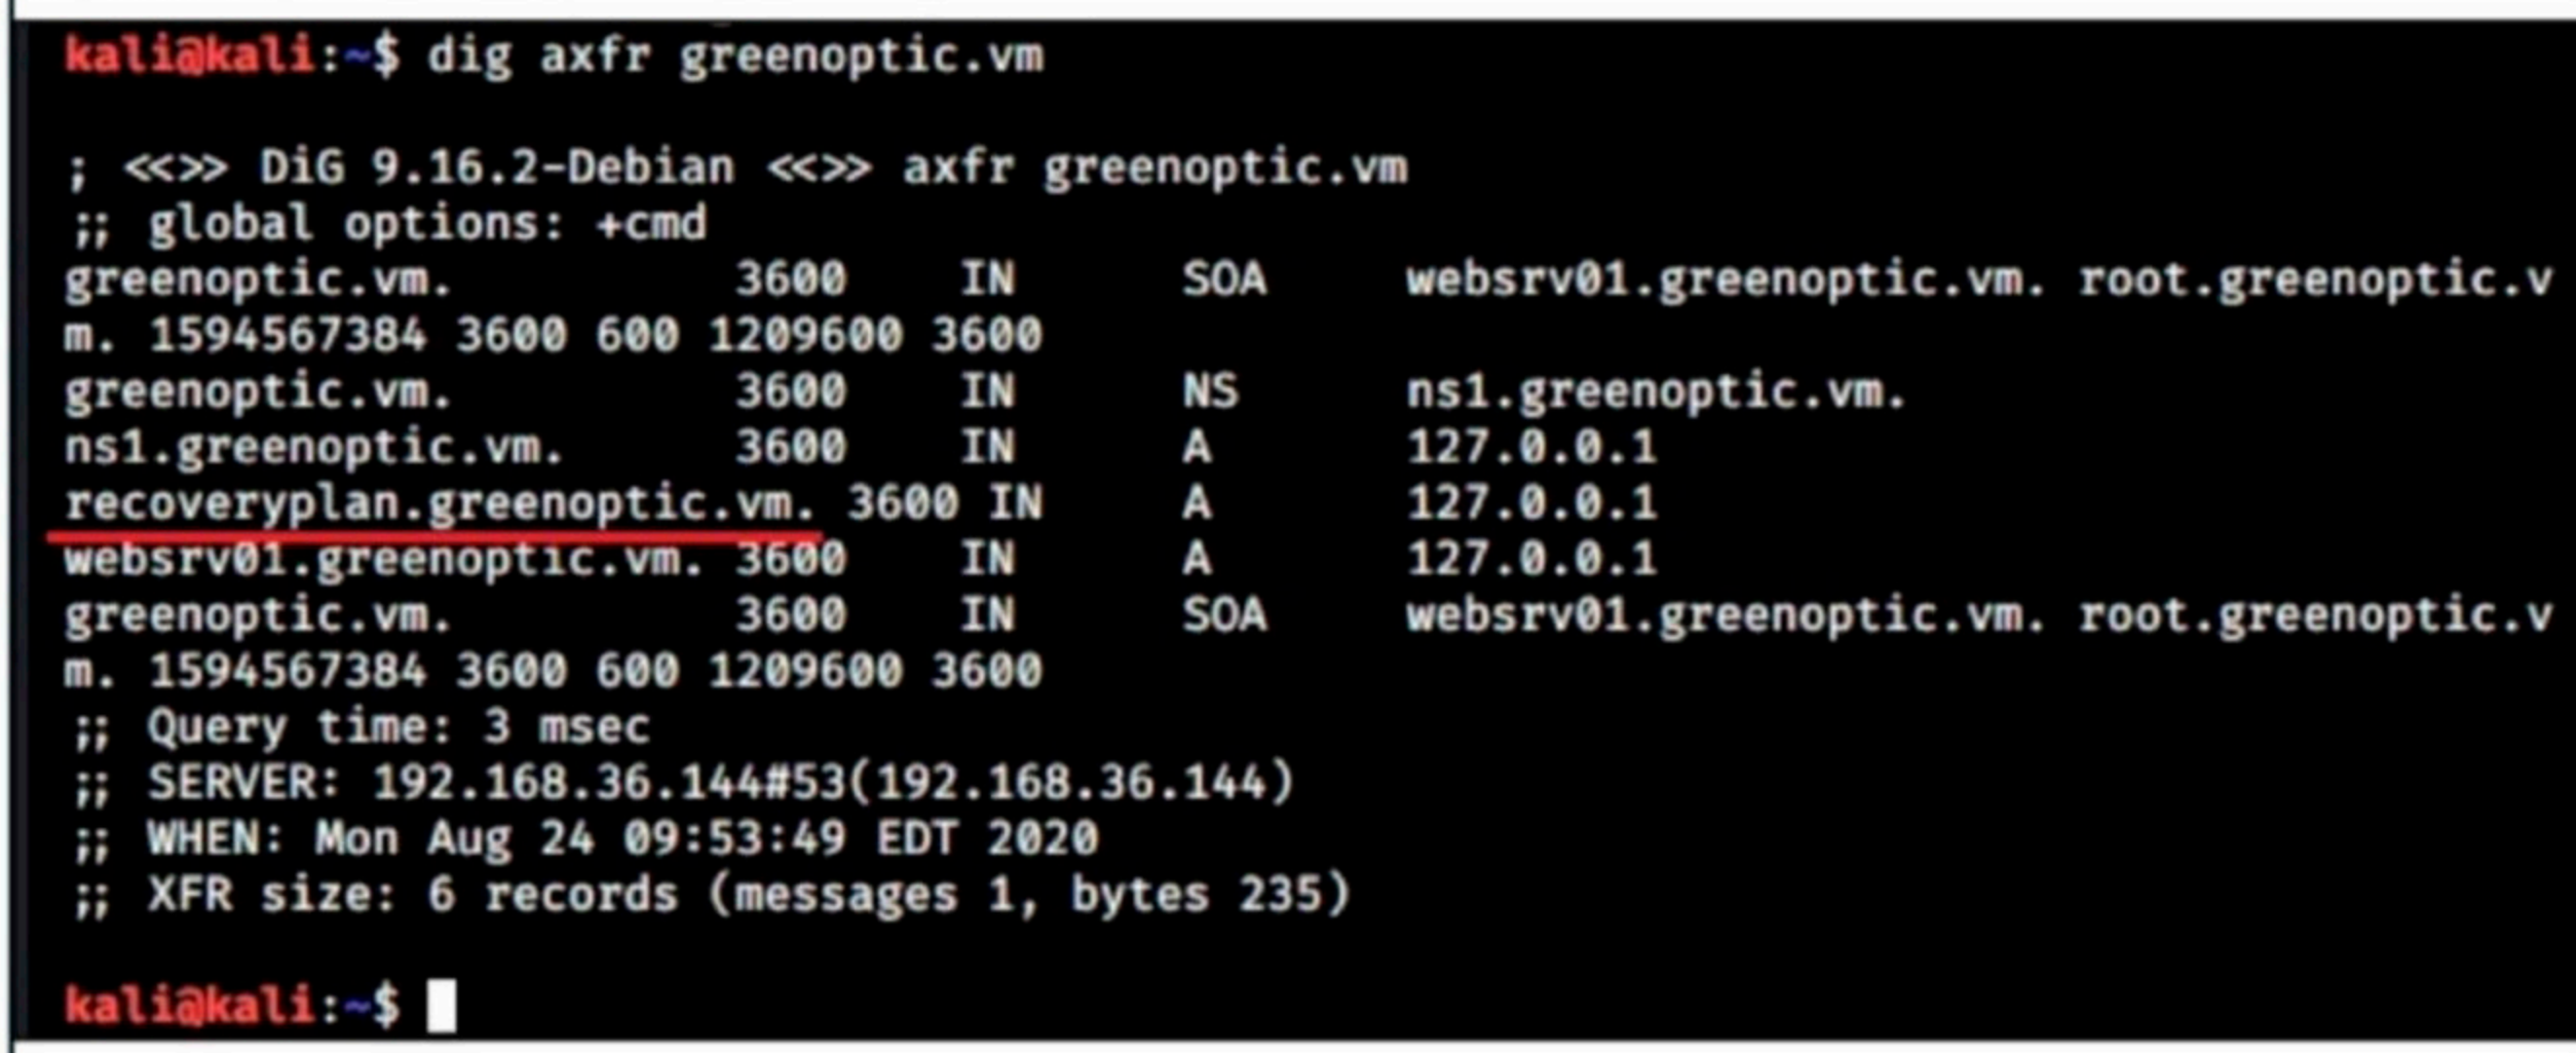 kali@kali:~$ dig axfr greenoptic.vm
; <<>> DiG 9.16.2-Debian <<>> axfr greenoptic.vm
;; global options: +cmd
greenoptic.vm. 3600 IN SOA websrv01.greenoptic.vm. root.greenoptic.v
m. 1594567384 3600 600 1209600 3600
greenoptic.vm. 3600 IN NS ns1.greenoptic.vm.
ns1.greenoptic.vm. 3600 IN A 127.0.0.1
recoveryplan.greenoptic.vm. 3600 IN A 127.0.0.1
websrv01.greenoptic.vm. 3600 IN A 127.0.0.1
greenoptic.vm. 3600 IN SOA websrv01.greenoptic.vm. root.greenoptic.v
m. 1594567384 3600 600 1209600 3600
;; Query time: 3 msec
;; SERVER: 192.168.36.144#53(192.168.36.144)
;; WHEN: Mon Aug 24 09:53:49 EDT 2020
;; XFR size: 6 records (messages 1, bytes 235)
kali@kali:~$